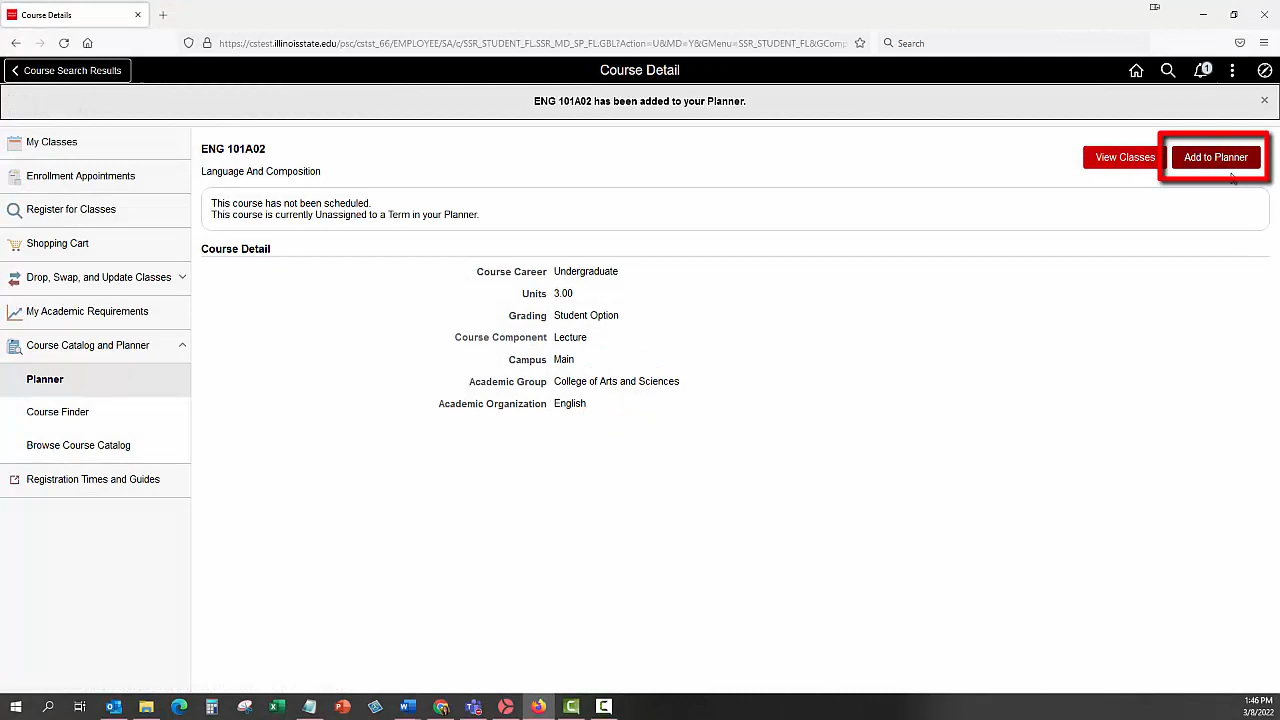 Course Details
https://cstest.illinoisstate.edu/psc/cstst_66/EMPLOYEE/SA/c/SSR_STUDENT_FL.SSR_MD_SP_FL.GBL?Action=U&MD=Y&GMenu=SSR_STUDENT_FL&GComp
Search
Course Search Results
Course Detail
1
ENG 101A02 has been added to your Planner.
My Classes
Enrollment Appointments
Register for Classes
Shopping Cart
Drop, Swap, and Update Classes
My Academic Requirements
Course Catalog and Planner
Planner
Course Finder
Browse Course Catalog
Registration Times and Guides
ENG 101A02
View Classes
Add to Planner
Language And Composition
This course has not been scheduled.
This course is currently Unassigned to a Term in your Planner.
Course Detail
Course Career Undergraduate
Units 3.00
Grading Student Option
Course Component Lecture
Campus Main
Academic Group College of Arts and Sciences
Academic Organization English
1:46 PM
3/8/2022